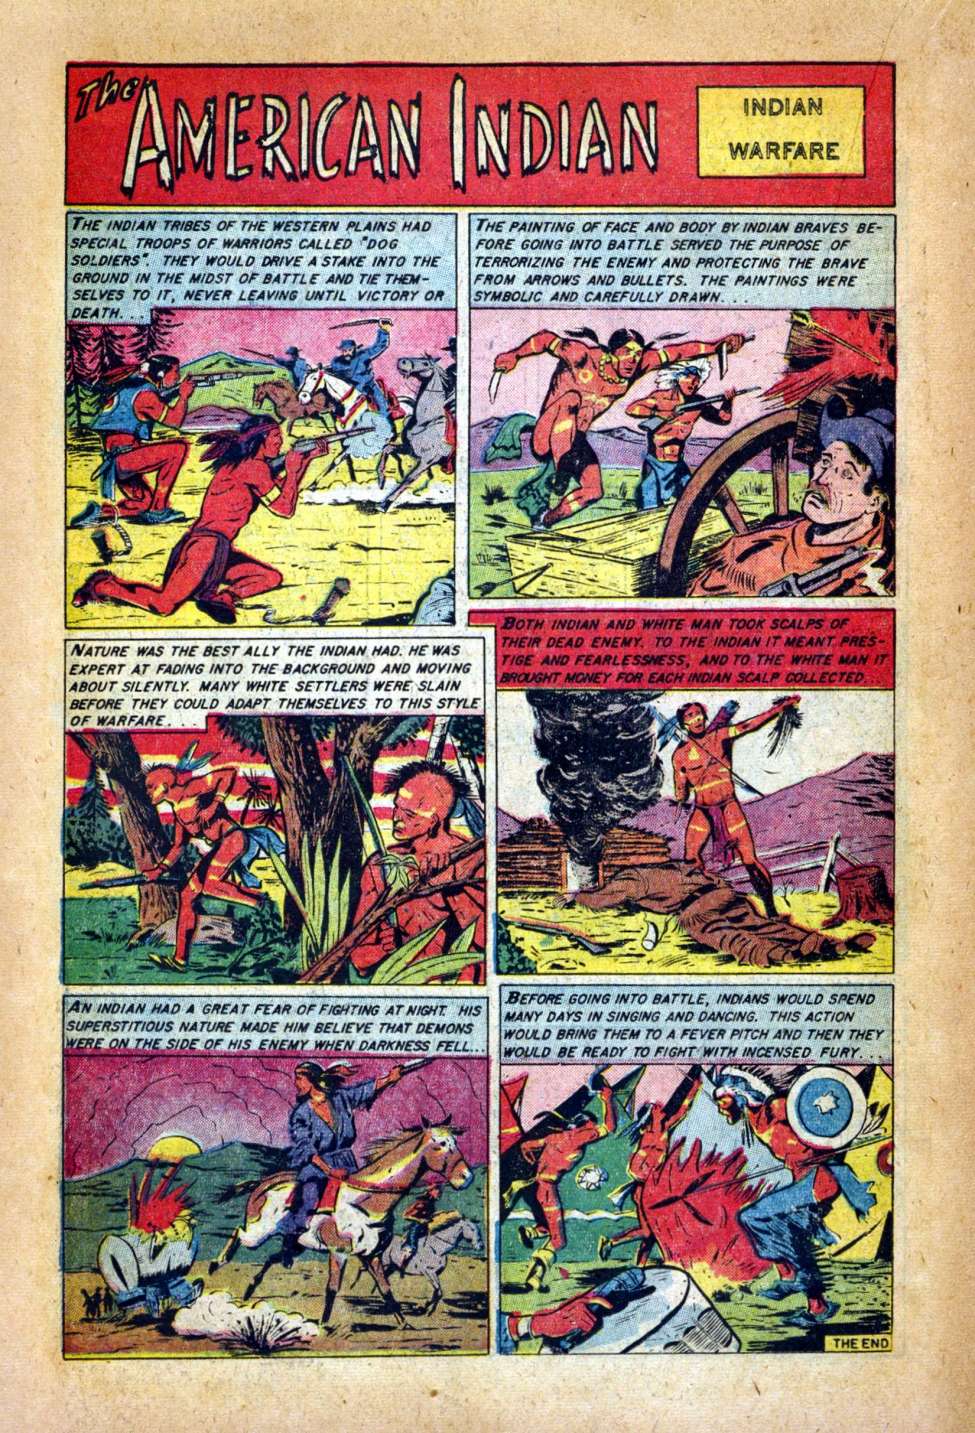 The AMERICAN INDIAN
INDIAN
WARFARE
THE INDIAN TRIBES OF THE WESTERN PLAINS HAD
SPECIAL TROOPS OF WARRIORS CALLED "DOG
SOLDIERS". THEY WOULD DRIVE A STAKE INTO THE
GROUND IN THE MIDST OF BATTLE AND TIE THEM-
SELVES TO IT, NEVER LEAVING UNTIL VICTORY OR
DEATH...
THE PAINTING OF FACE AND BODY BY INDIAN BRAVES BE-
FORE GOING INTO BATTLE SERVED THE PURPOSE OF
TERRORIZING THE ENEMY AND PROTECTING THE BRAVE
FROM ARROWS AND BULLETS. THE PAINTINGS WERE
SYMBOLIC AND CAREFULLY DRAWN. . .
NATURE WAS THE BEST ALLY THE INDIAN HAD. HE WAS
EXPERT AT FADING INTO THE BACKGROUND AND MOVING
ABOUT SILENTLY. MANY WHITE SETTLERS WERE SLAIN
BEFORE THEY COULD ADAPT THEMSELVES TO THIS STYLE
OF WARFARE. . .
BOTH INDIAN AND WHITE MAN TOOK SCALPS OF
THEIR DEAD ENEMY. TO THE INDIAN IT MEANT PRES-
TIGE AND FEARLESSNESS, AND TO THE WHITE MAN IT
BROUGHT MONEY FOR EACH INDIAN SCALP COLLECTED...
AN INDIAN HAD A GREAT FEAR OF FIGHTING AT NIGHT. HIS
SUPERSTITIOUS NATURE MADE HIM BELIEVE THAT DEMONS
WERE ON THE SIDE OF HIS ENEMY WHEN DARKNESS FELL...
BEFORE GOING INTO BATTLE, INDIANS WOULD SPEND
MANY DAYS IN SINGING AND DANCING. THIS ACTION
WOULD BRING THEM TO A FEVER PITCH AND THEN THEY
WOULD BE READY TO FIGHT WITH INCENSED FURY...
THE END